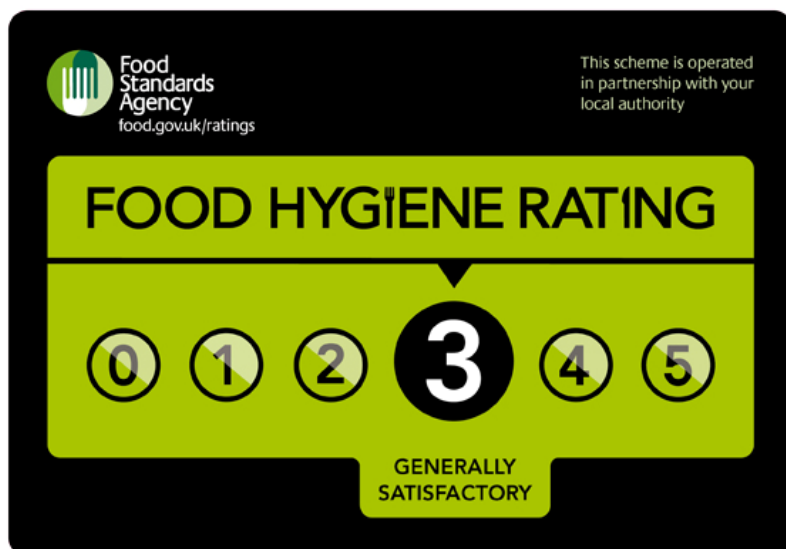 Food
Standards
Agency
food.gov.uk/ratings
This scheme is operated
in partnership with your
local authority
FOOD HYGIENE RATING
0 1 2 3 4 5
GENERALLY
SATISFACTORY